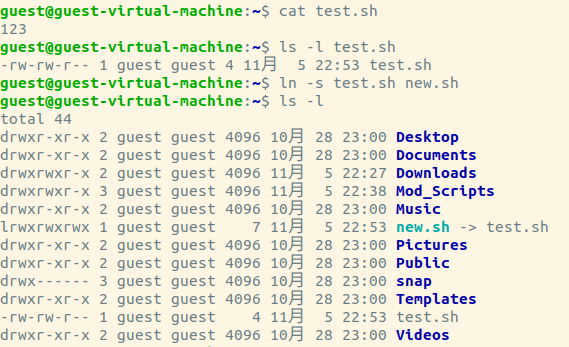 guest@guest-virtual-machine:~$ cat test.sh
123
guest@guest-virtual-machine:~$ ls -l test.sh
-rw-rw-r-- 1 guest guest 4 11月  5 22:53 test.sh
guest@guest-virtual-machine:~$ ln -s test.sh new.sh
guest@guest-virtual-machine:~$ ls -l
total 44
drwxr-xr-x 2 guest guest 4096 10月 28 23:00 Desktop
drwxr-xr-x 2 guest guest 4096 10月 28 23:00 Documents
drwxrwxr-x 2 guest guest 4096 11月  5 22:27 Downloads
drwxrwxr-x 3 guest guest 4096 11月  5 22:38 Mod_Scripts
drwxr-xr-x 2 guest guest 4096 10月 28 23:00 Music
lrwxrwxrwx 1 guest guest    7 11月  5 22:53 new.sh -> test.sh
drwxr-xr-x 2 guest guest 4096 10月 28 23:00 Pictures
drwxr-xr-x 2 guest guest 4096 10月 28 23:00 Public
drwx------ 3 guest guest 4096 10月 28 23:00 snap
drwxr-xr-x 2 guest guest 4096 10月 28 23:00 Templates
-rw-rw-r-- 1 guest guest    4 11月  5 22:53 test.sh
drwxr-xr-x 2 guest guest 4096 10月 28 23:00 Videos